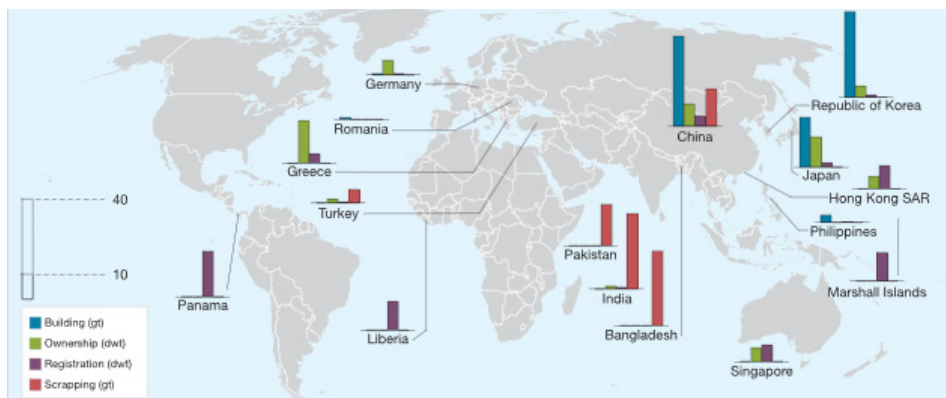 Germany
Romania
Greece
Turkey
China
Republic of Korea
Japan
Hong Kong SAR
Philippines
Marshall Islands
Pakistan
India
Bangladesh
Singapore
Panama
Liberia
40
10
Building (gt)
Ownership (dwt)
Registration (dwt)
Scrapping (gt)